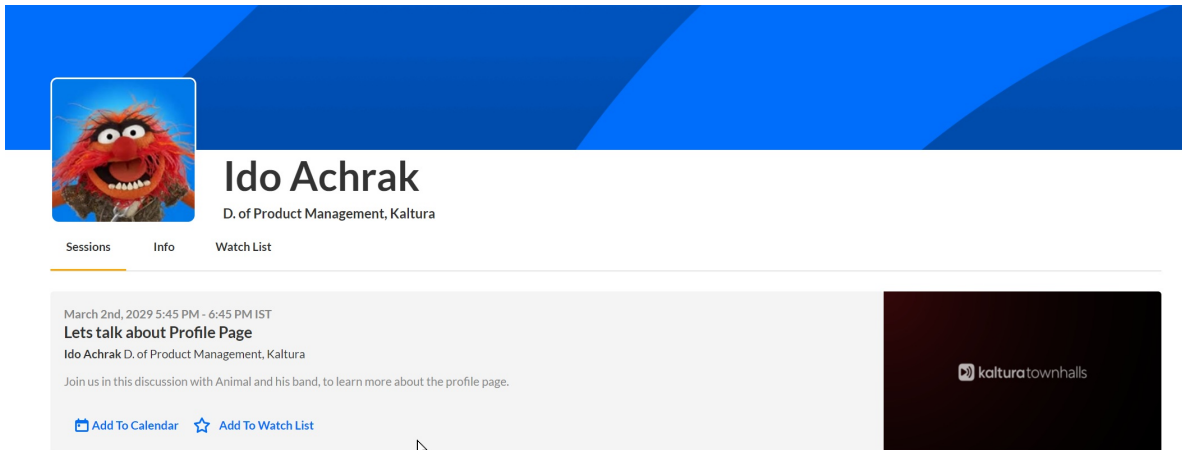 Ido Achrak
D. of Product Management, Kaltura
Sessions Info Watch List
March 2nd, 2029 5:45 PM - 6:45 PM IST
Lets talk about Profile Page
Ido Achrak D. of Product Management, Kaltura
Join us in this discussion with Animal and his band, to learn more about the profile page.
Add To Calendar Add To Watch List
kaltura townhalls